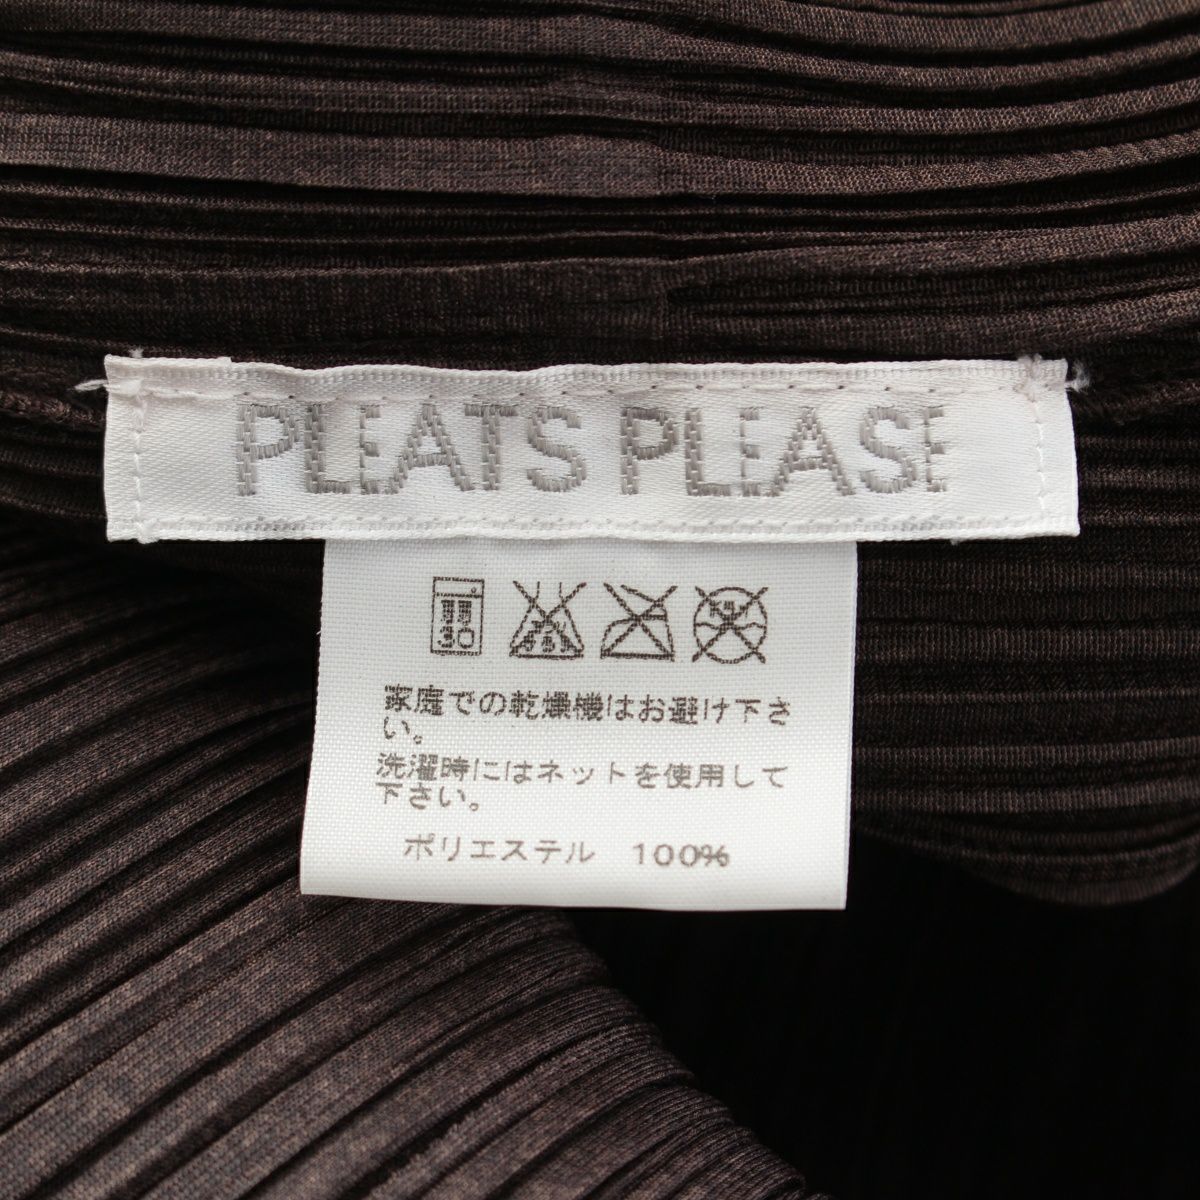 PLEATS PLEASE
30
家庭での乾燥機はお避け下さ
い。
洗濯時にはネットを使用して
下さい。
ポリエステル 100%